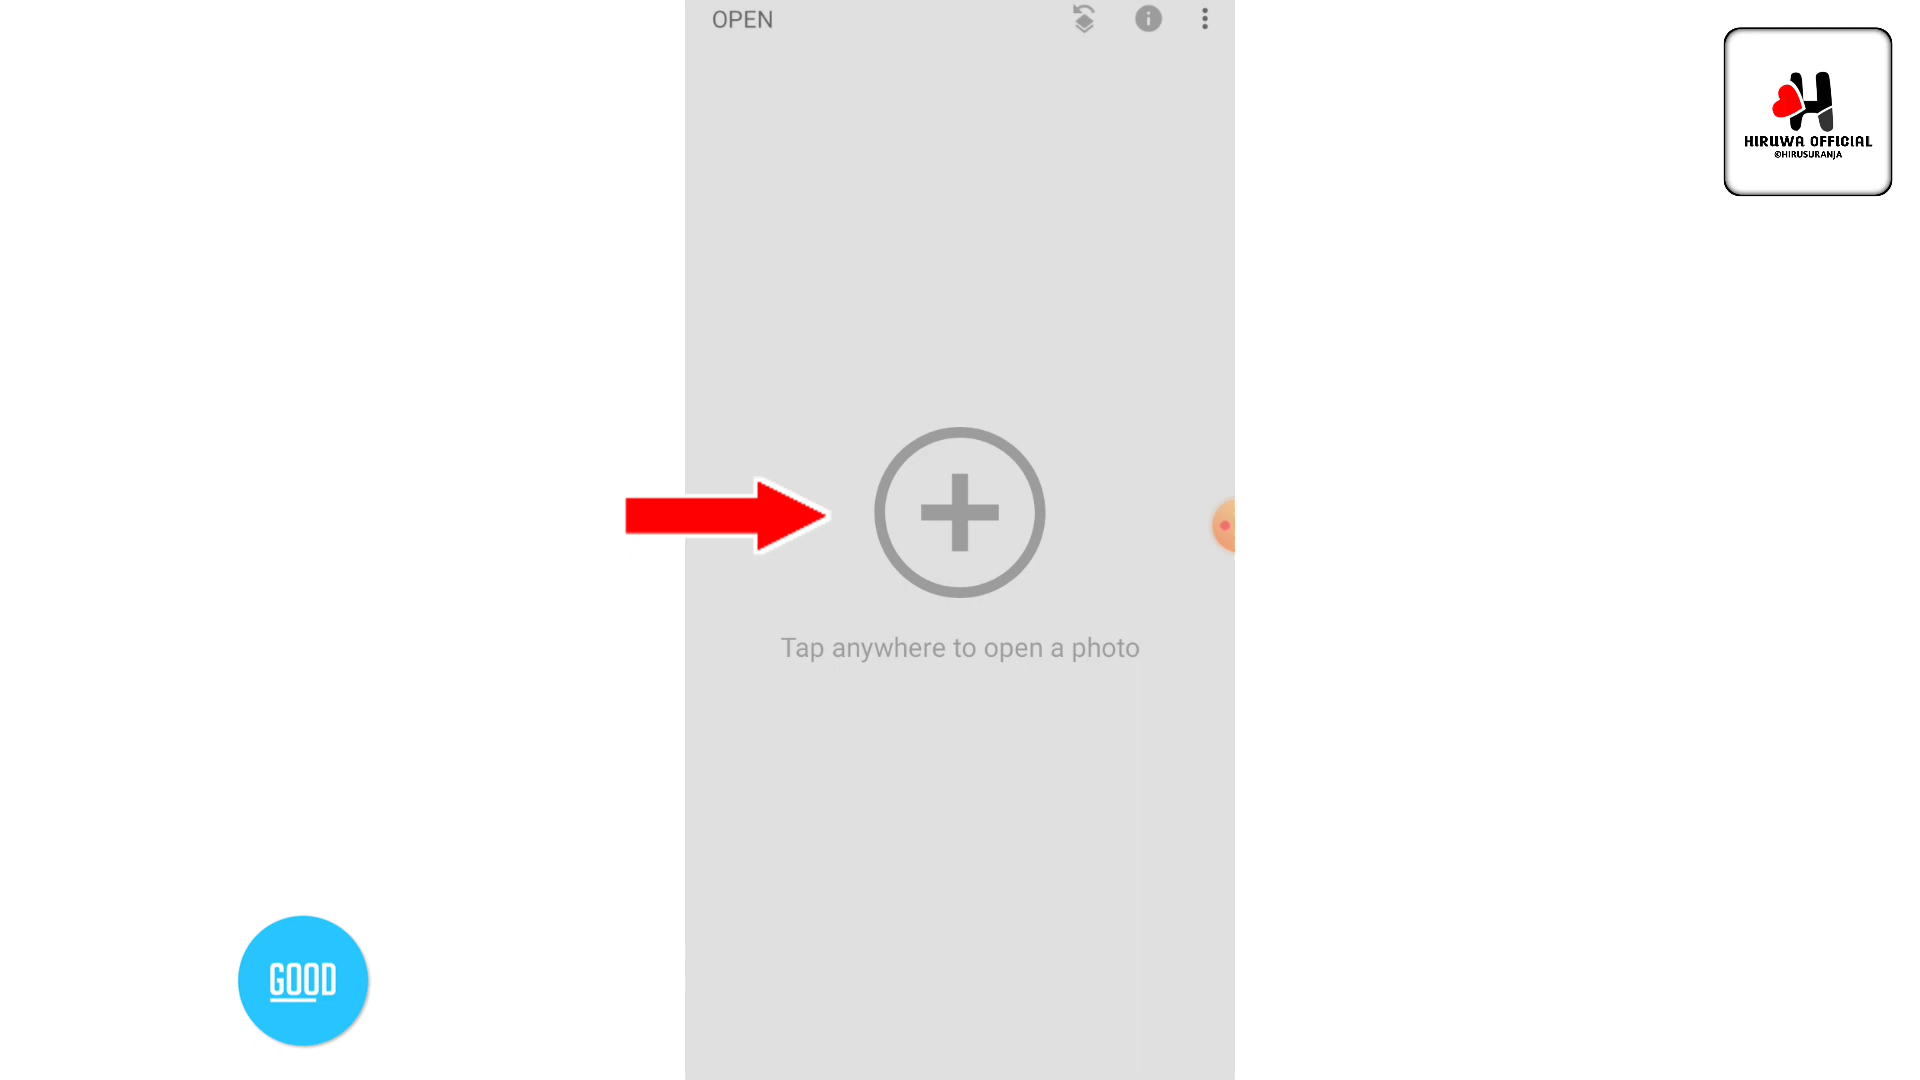 OPEN
HIRUWA OFFICIAL
©HIRUSURANJA
Tap anywhere to open a photo
GOOD